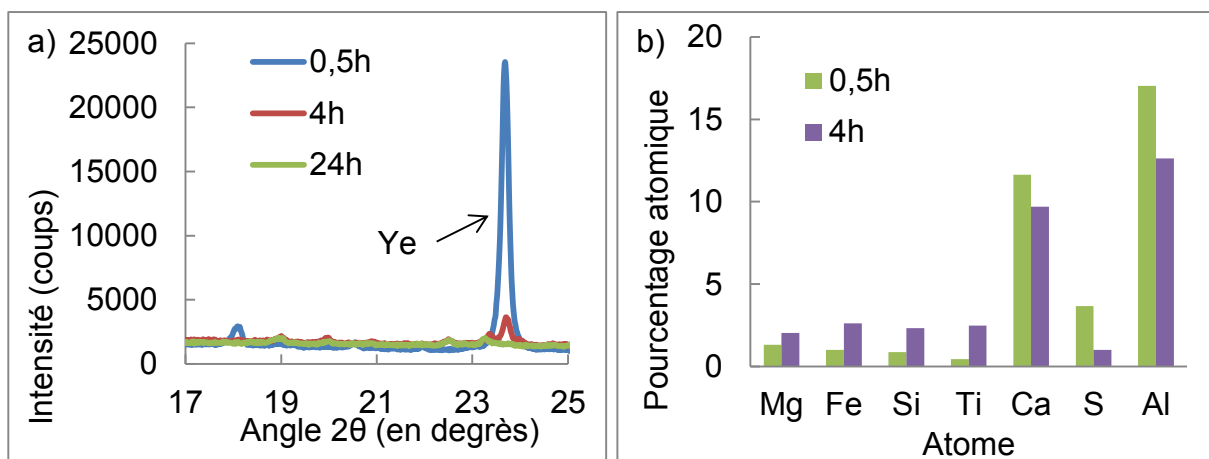 a)
25000
20000
15000
10000
5000
0
Intensité (coups)
0,5h
4h
24h
Ye
17 19 21 23 25
Angle 2θ (en degrès)
b)
20
15
10
5
0
Pourcentage atomique
0,5h
4h
Mg Fe Si Ti Ca S Al
Atome